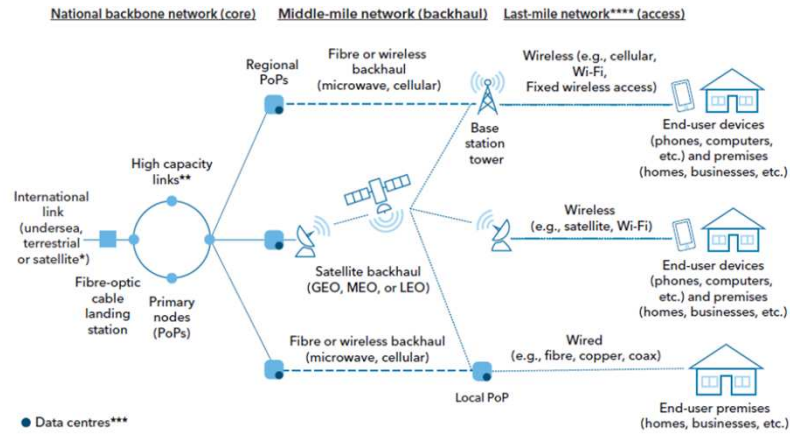 National backbone network (core)
Middle-mile network (backhaul)
Last-mile network**** (access)
Regional
PoPs
Fibre or wireless
backhaul
(microwave, cellular)
Wireless (e.g., cellular,
Wi-Fi,
Fixed wireless access)
Base
station
tower
End-user devices
(phones, computers,
etc.) and premises
(homes, businesses, etc.)
High capacity
links**
International
link
(undersea,
terrestrial
or satellite*)
Fibre-optic
cable
landing
station
Primary
nodes
(PoPs)
Satellite backhaul
(GEO, MEO, or LEO)
Wireless
(e.g., satellite, Wi-Fi)
End-user devices
(phones, computers,
etc.) and premises
(homes, businesses, etc.)
Fibre or wireless backhaul
(microwave, cellular)
Local PoP
Wired
(e.g., fibre, copper, coax)
End-user premises
(homes, businesses, etc.)
Data centres***